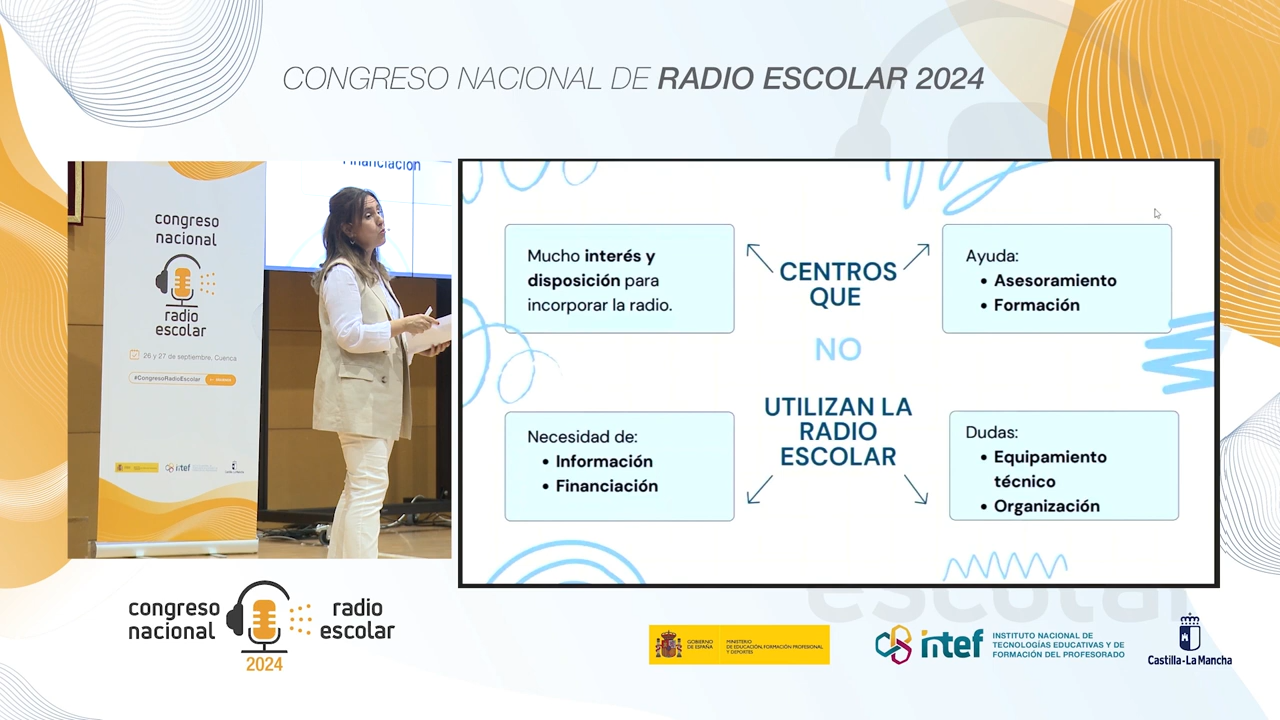 CONGRESO NACIONAL DE RADIO ESCOLAR 2024
Financiación
congreso
nacional
radio
escolar
26 y 27 de septiembre, Cuenca
#CongresoRadioEscolar
intef
Mucho interés y
disposición para
incorporar la radio.
CENTROS
QUE
NO
UTILIZAN LA
RADIO
ESCOLAR
Ayuda:
• Asesoramiento
• Formación
Necesidad de:
• Información
• Financiación
Dudas:
• Equipamiento
técnico
• Organización
escolar
congreso
nacional
radio
escolar
2024
GOBIERNO
DE ESPAÑA
MINISTERIO
DE EDUCACIÓN, FORMACIÓN PROFESIONAL
Y DEPORTES
intef
INSTITUTO NACIONAL DE
TECNOLOGÍAS EDUCATIVAS Y DE
FORMACIÓN DEL PROFESORADO
Castilla-La Mancha